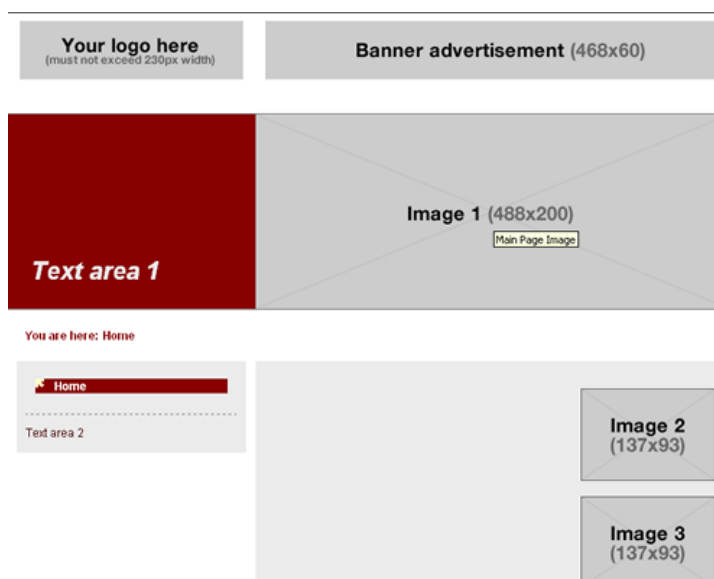 Your logo here
(must not exceed 230px width)
Banner advertisement (468x60)
Image 1 (488x200)
Main Page Image
Text area 1
You are here: Home
Home
Text area 2
Image 2
(137x93)
Image 3
(137x93)